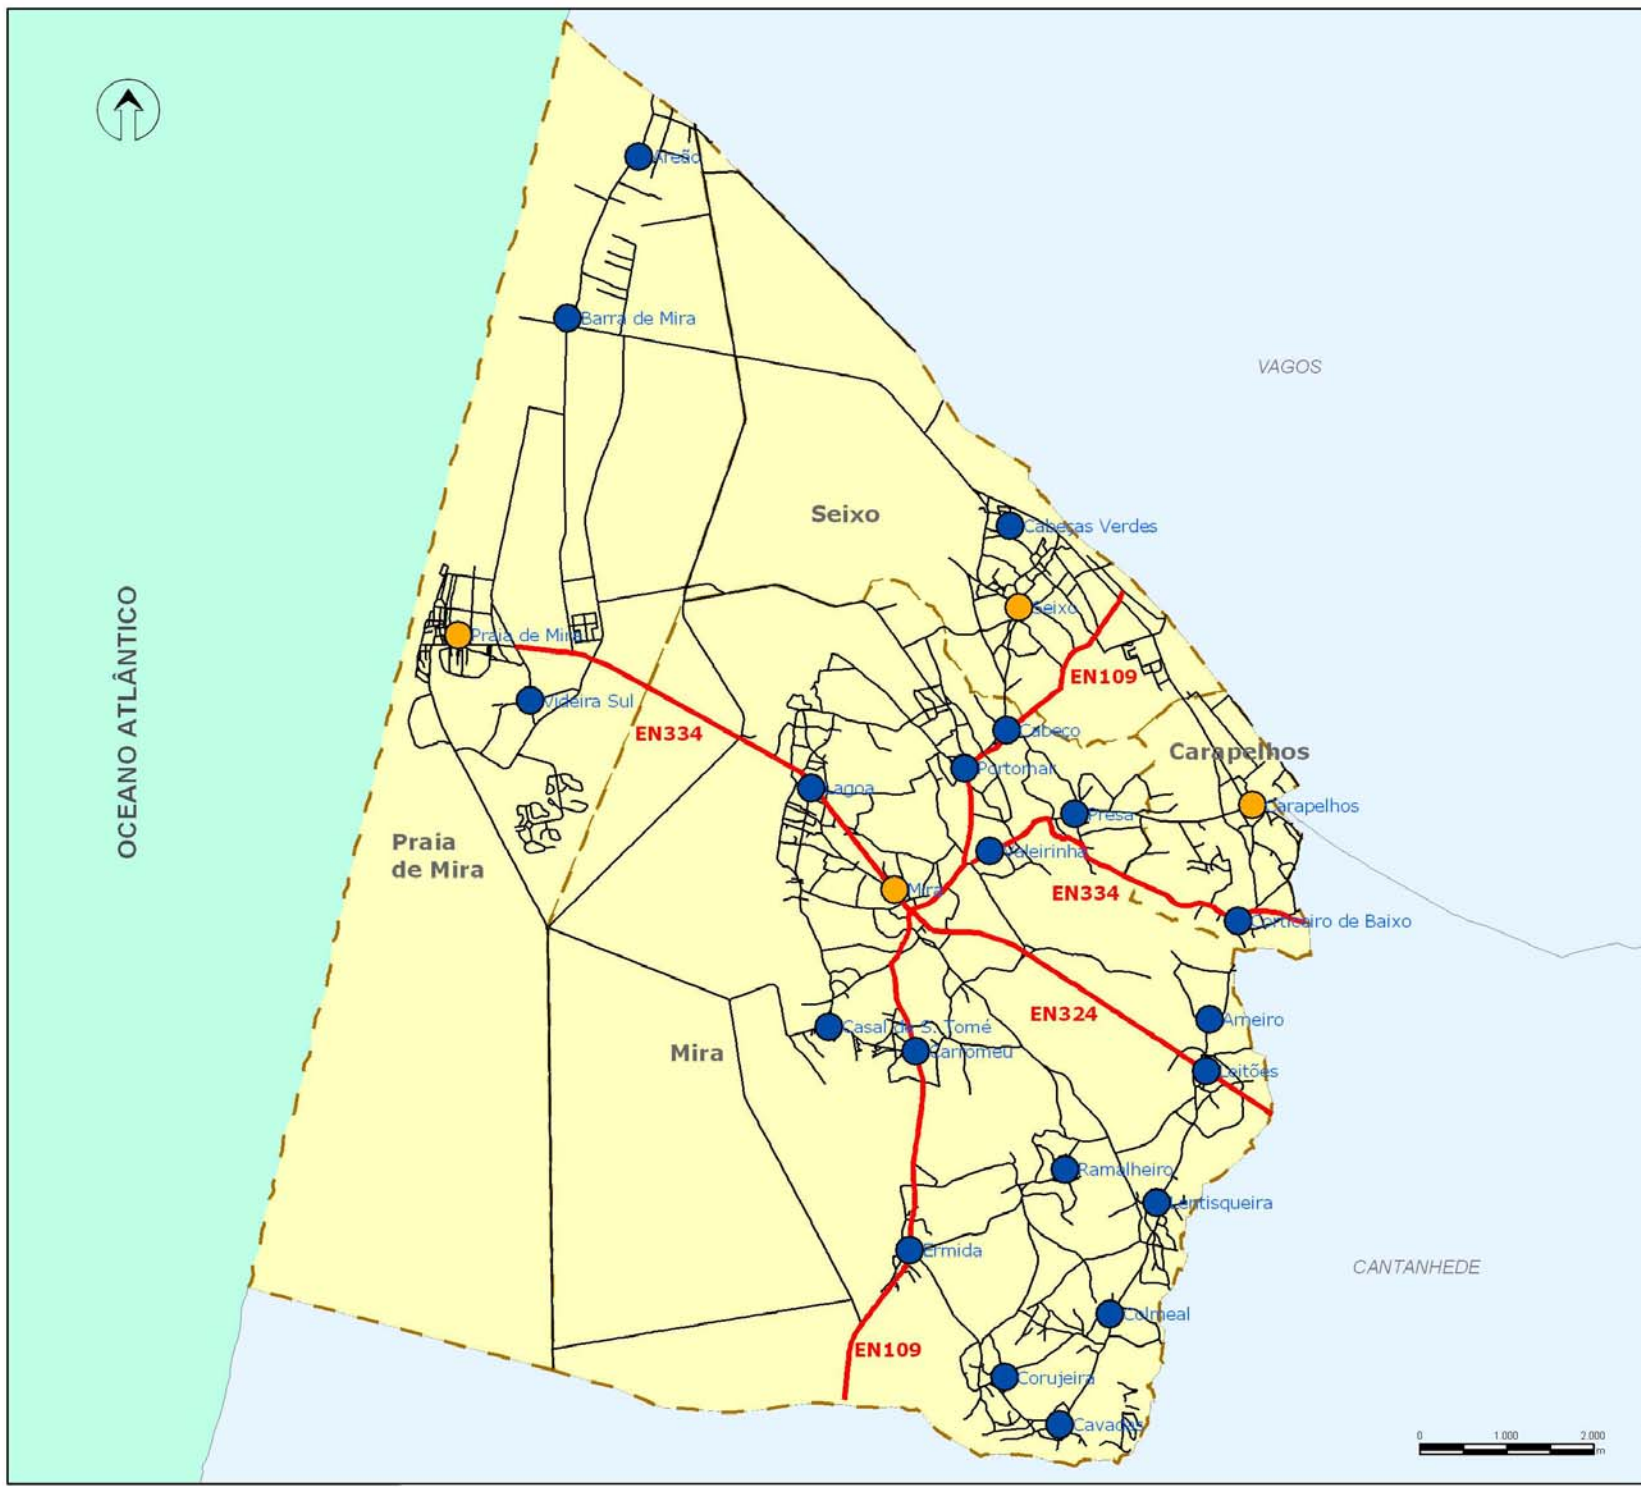 Areão
Barra de Mira
VAGOS
Seixo
Cabeças Verdes
Seixo
OCEANO ATLÂNTICO
Praia de Mira
EN109
Videira Sul
EN334
Cabeço
Carapelhos
Portomar
Lagoa
Carapelhos
Presa
Praia
de Mira
Valeirinha
Mira
EN334
Corticeiro de Baixo
EN324
Ameiro
Casal de S. Tomé
Mira
Carromeu
Leitões
Ramalheiro
Lentisqueira
Ermida
CANTANHEDE
Colmeal
EN109
Corujeira
Cavadas
0 1.000 2.000
m